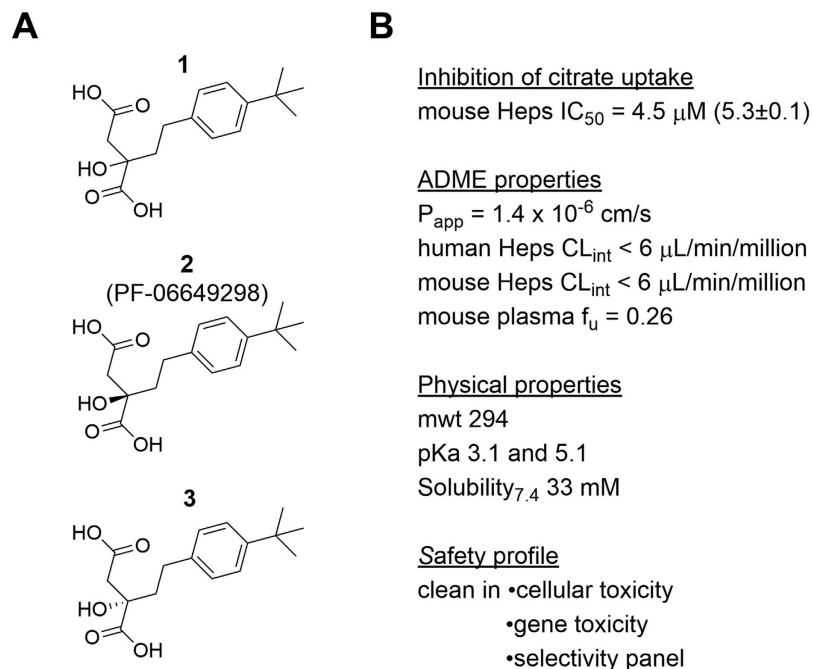 A
1
HO
O
HO
O
OH
2
(PF-06649298)
HO
O
HO
O
OH
3
HO
O
HO
O
OH
B
Inhibition of citrate uptake
mouse Heps IC50 = 4.5 μM (5.3±0.1)
ADME properties
Papp = 1.4 x 10-6 cm/s
human Heps CLint < 6 μL/min/million
mouse Heps CLint < 6 μL/min/million
mouse plasma fu = 0.26
Physical properties
mwt 294
pKa 3.1 and 5.1
Solubility7.4 33 mM
Safety profile
clean in •cellular toxicity
•gene toxicity
•selectivity panel